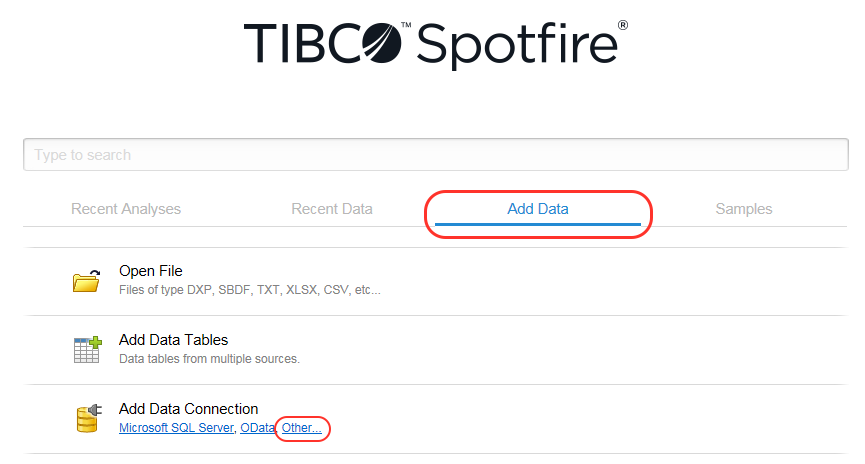 TIBCO™ Spotfire®
Type to search
Recent Analyses Recent Data Add Data Samples
Open File
Files of type DXP, SBDF, TXT, XLSX, CSV, etc...
Add Data Tables
Data tables from multiple sources.
Add Data Connection
Microsoft SQL Server, OData, Other...